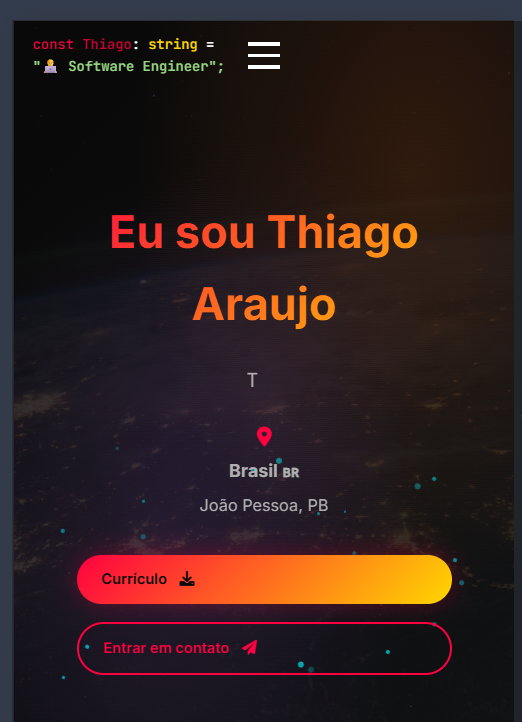 const Thiago: string =
"🧑‍💻 Software Engineer";
Eu sou Thiago
Araujo
T
Brasil BR
João Pessoa, PB
Currículo
Entrar em contato